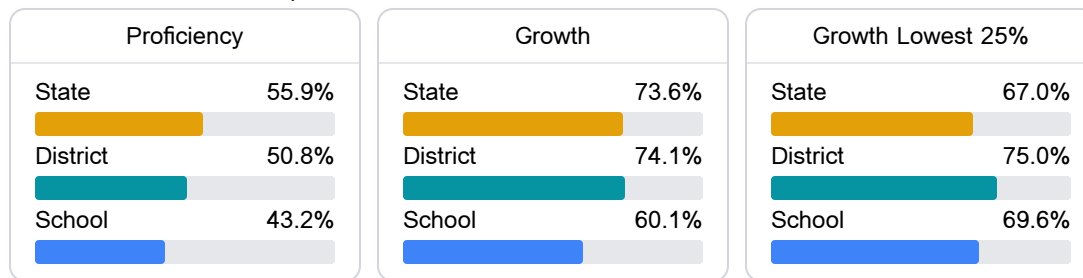 Proficiency
State 55.9%
District 50.8%
School 43.2%
Growth
State 73.6%
District 74.1%
School 60.1%
Growth Lowest 25%
State 67.0%
District 75.0%
School 69.6%